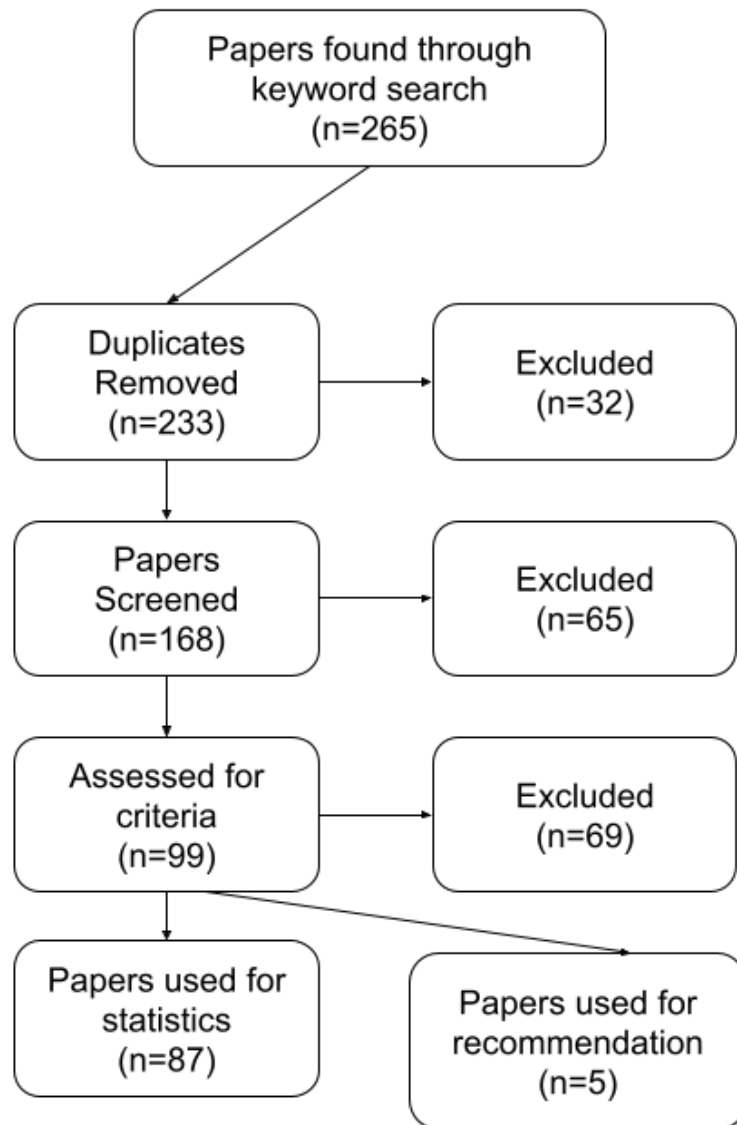 Papers found through
keyword search
(n=265)
Duplicates
Removed
(n=233)
Excluded
(n=32)
Papers
Screened
(n=168)
Excluded
(n=65)
Assessed for
criteria
(n=99)
Excluded
(n=69)
Papers used for
statistics
(n=87)
Papers used for
recommendation
(n=5)